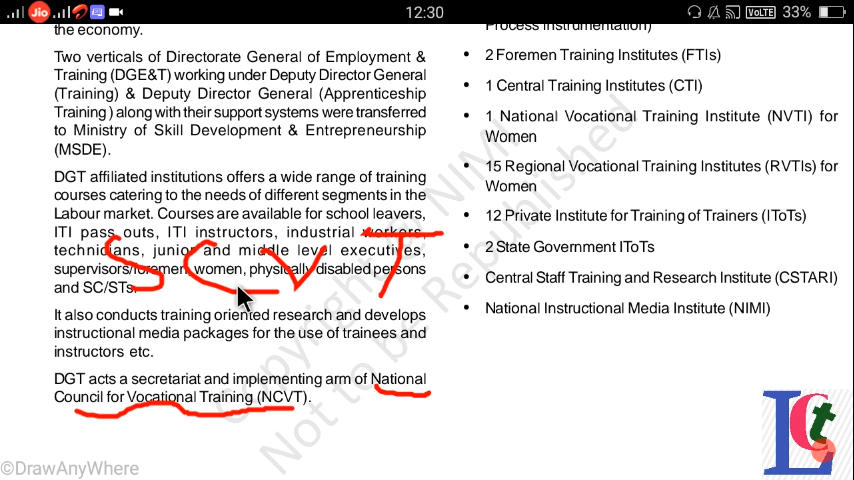 Jio
12:30
VoLTE 33%
the economy.
Two verticals of Directorate General of Employment &
Training (DGE&T) working under Deputy Director General
(Training) & Deputy Director General (Apprenticeship
Training ) along with their support systems were transferred
to Ministry of Skill Development & Entrepreneurship
(MSDE).
DGT affiliated institutions offers a wide range of training
courses catering to the needs of different segments in the
Labour market. Courses are available for school leavers,
ITI pass outs, ITI instructors, industrial workers,
technicians, junior and middle level executives,
supervisors/foremen, women, physically disabled persons
and SC/STs.
SCVT
It also conducts training oriented research and develops
instructional media packages for the use of trainees and
instructors etc.
DGT acts a secretariat and implementing arm of National
Council for Vocational Training (NCVT).
Process Instrumentation)
• 2 Foremen Training Institutes (FTIs)
• 1 Central Training Institutes (CTI)
• 1 National Vocational Training Institute (NVTI) for
Women
• 15 Regional Vocational Training Institutes (RVTIs) for
Women
• 12 Private Institute for Training of Trainers (IToTs)
• 2 State Government IToTs
• Central Staff Training and Research Institute (CSTARI)
• National Instructional Media Institute (NIMI)
Copyright @ NIMI
Not to be Republished
LCt
©DrawAnyWhere